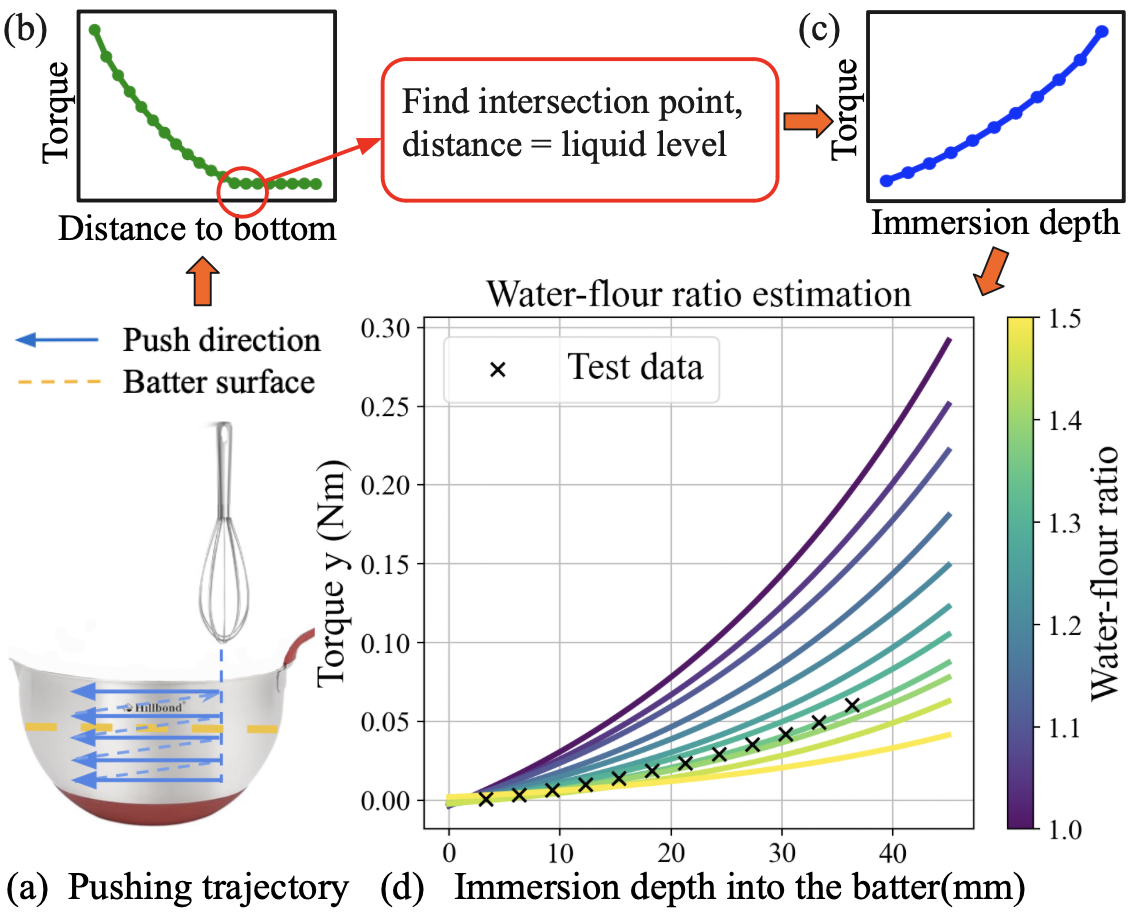 (b)
Torque
Distance to bottom
Find intersection point,
distance = liquid level
(c)
Torque
Immersion depth
Push direction
Batter surface
Hillbond
(a) Pushing trajectory
Water-flour ratio estimation
Test data
Torque y (Nm)
0.30
0.25
0.20
0.15
0.10
0.05
0.00
0 10 20 30 40
(d) Immersion depth into the batter(mm)
1.5
1.4
1.3
1.2
1.1
1.0
Water-flour ratio